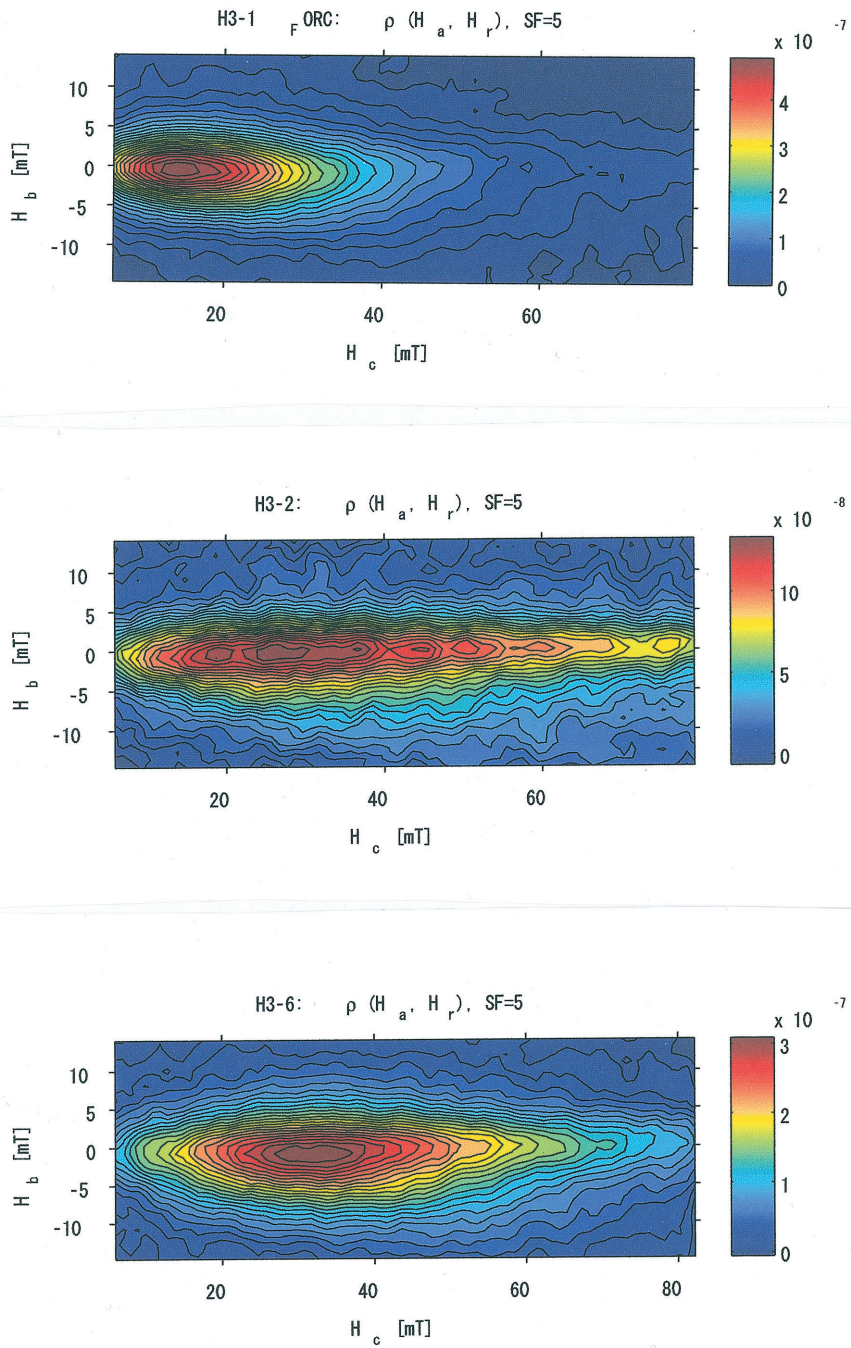 H3-1 FORC: ρ (H a, H r), SF=5
x 10 -7
10
5
0
-5
-10
H b [mT]
20 40 60
H c [mT]
4
3
2
1
0
H3-2: ρ (H a, H r), SF=5
x 10 -8
10
5
0
-5
-10
H b [mT]
20 40 60
H c [mT]
10
5
0
H3-6: ρ (H a, H r), SF=5
x 10 -7
10
5
0
-5
-10
H b [mT]
20 40 60 80
H c [mT]
3
2
1
0